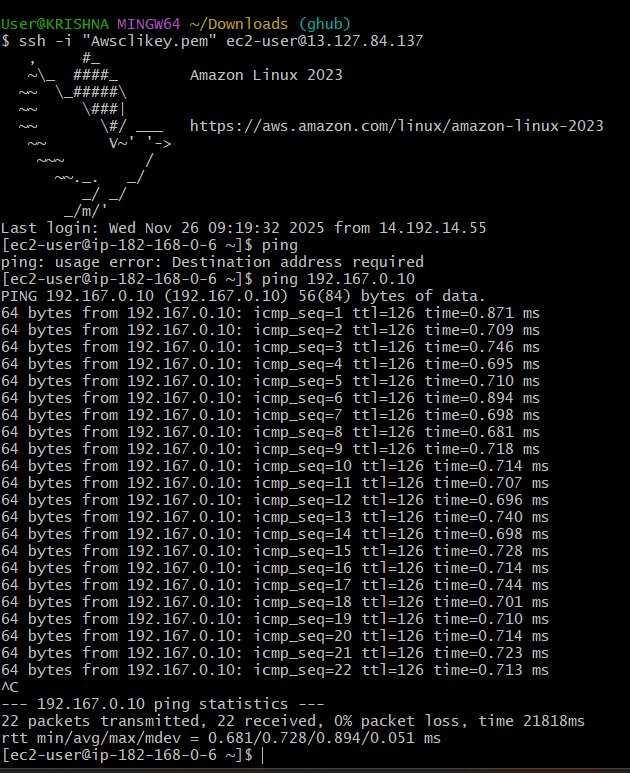 User@KRISHNA MINGW64 ~/Downloads (ghub)
$ ssh -i "Awsclikey.pem" ec2-user@13.127.84.137
   ,     #_
   ~\_  ####_        Amazon Linux 2023
  ~~  \_#####\
  ~~     \###|
  ~~       \#/ ___   https://aws.amazon.com/linux/amazon-linux-2023
   ~~       V~' '->
    ~~~         /
      ~~._.   _/
         _/ _/
       _/m/'
Last login: Wed Nov 26 09:19:32 2025 from 14.192.14.55
[ec2-user@ip-182-168-0-6 ~]$ ping
ping: usage error: Destination address required
[ec2-user@ip-182-168-0-6 ~]$ ping 192.167.0.10
PING 192.167.0.10 (192.167.0.10) 56(84) bytes of data.
64 bytes from 192.167.0.10: icmp_seq=1 ttl=126 time=0.871 ms
64 bytes from 192.167.0.10: icmp_seq=2 ttl=126 time=0.709 ms
64 bytes from 192.167.0.10: icmp_seq=3 ttl=126 time=0.746 ms
64 bytes from 192.167.0.10: icmp_seq=4 ttl=126 time=0.695 ms
64 bytes from 192.167.0.10: icmp_seq=5 ttl=126 time=0.710 ms
64 bytes from 192.167.0.10: icmp_seq=6 ttl=126 time=0.894 ms
64 bytes from 192.167.0.10: icmp_seq=7 ttl=126 time=0.698 ms
64 bytes from 192.167.0.10: icmp_seq=8 ttl=126 time=0.681 ms
64 bytes from 192.167.0.10: icmp_seq=9 ttl=126 time=0.718 ms
64 bytes from 192.167.0.10: icmp_seq=10 ttl=126 time=0.714 ms
64 bytes from 192.167.0.10: icmp_seq=11 ttl=126 time=0.707 ms
64 bytes from 192.167.0.10: icmp_seq=12 ttl=126 time=0.696 ms
64 bytes from 192.167.0.10: icmp_seq=13 ttl=126 time=0.740 ms
64 bytes from 192.167.0.10: icmp_seq=14 ttl=126 time=0.698 ms
64 bytes from 192.167.0.10: icmp_seq=15 ttl=126 time=0.728 ms
64 bytes from 192.167.0.10: icmp_seq=16 ttl=126 time=0.714 ms
64 bytes from 192.167.0.10: icmp_seq=17 ttl=126 time=0.744 ms
64 bytes from 192.167.0.10: icmp_seq=18 ttl=126 time=0.701 ms
64 bytes from 192.167.0.10: icmp_seq=19 ttl=126 time=0.710 ms
64 bytes from 192.167.0.10: icmp_seq=20 ttl=126 time=0.714 ms
64 bytes from 192.167.0.10: icmp_seq=21 ttl=126 time=0.723 ms
64 bytes from 192.167.0.10: icmp_seq=22 ttl=126 time=0.713 ms
^C
--- 192.167.0.10 ping statistics ---
22 packets transmitted, 22 received, 0% packet loss, time 21818ms
rtt min/avg/max/mdev = 0.681/0.728/0.894/0.051 ms
[ec2-user@ip-182-168-0-6 ~]$